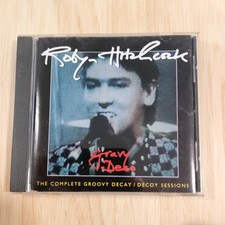 Robyn Hitchcock
Gravy Deco
THE COMPLETE GROOVY DECAY / DECOY SESSIONS